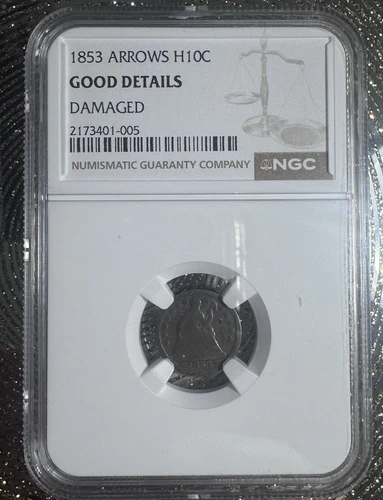 1853 ARROWS H10C
GOOD DETAILS
DAMAGED
2173401-005
NUMISMATIC GUARANTY COMPANY
NGC